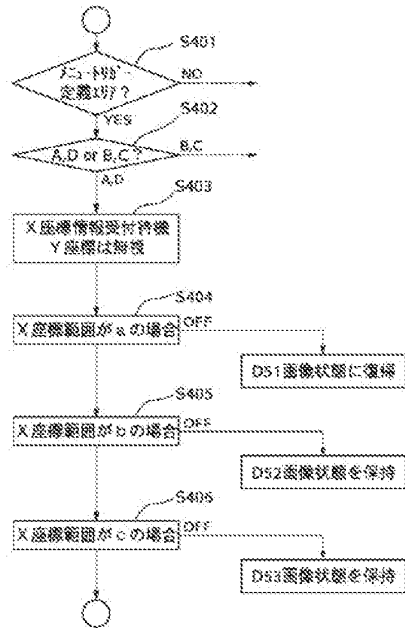 S401
メニュートリガー
定義エリア?
NO
YES
S402
A,D or B,C?
B,C
A,D
S403
X座標情報受付許機
Y座標は無視
S404
X座標範囲がaの場合
OFF
DS1画像状態に復帰
S405
X座標範囲がbの場合
OFF
DS2画像状態を保持
S406
X座標範囲がcの場合
OFF
DS3画像状態を保持